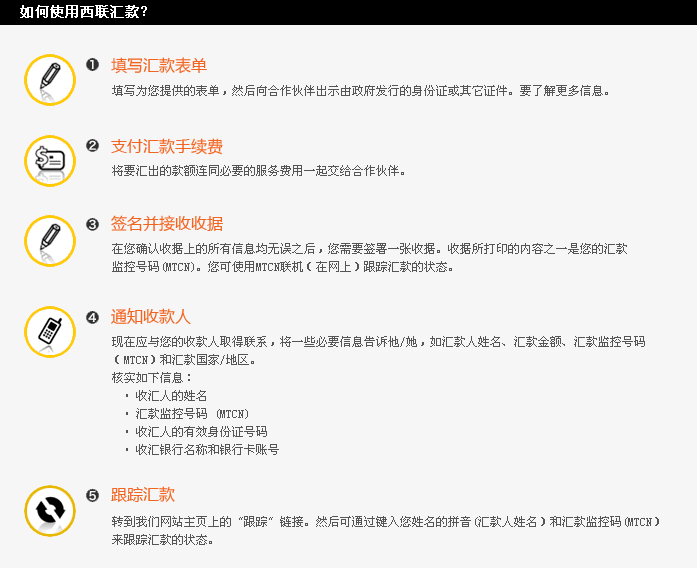 如何使用西联汇款?
❶ 填写汇款表单
填写为您提供的表单,然后向合作伙伴出示由政府发行的身份证或其它证件。要了解更多信息。
❷ 支付汇款手续费
将要汇出的款额连同必要的服务费用一起交给合作伙伴。
❸ 签名并接收收据
在您确认收据上的所有信息均无误之后,您需要签署一张收据。收据所打印的内容之一是您的汇款
监控号码(MTCN)。您可使用MTCN联机(在网上)跟踪汇款的状态。
❹ 通知收款人
现在应与您的收款人取得联系,将一些必要信息告诉他/她,如汇款人姓名、汇款金额、汇款监控号码
(MTCN)和汇款国家/地区。
核实如下信息:
· 收汇人的姓名
· 汇款监控号码 (MTCN)
· 收汇人的有效身份证号码
· 收汇银行名称和银行卡账号
❺ 跟踪汇款
转到我们网站主页上的“跟踪”链接。然后可通过键入您姓名的拼音(汇款人姓名)和汇款监控码(MTCN)
来跟踪汇款的状态。